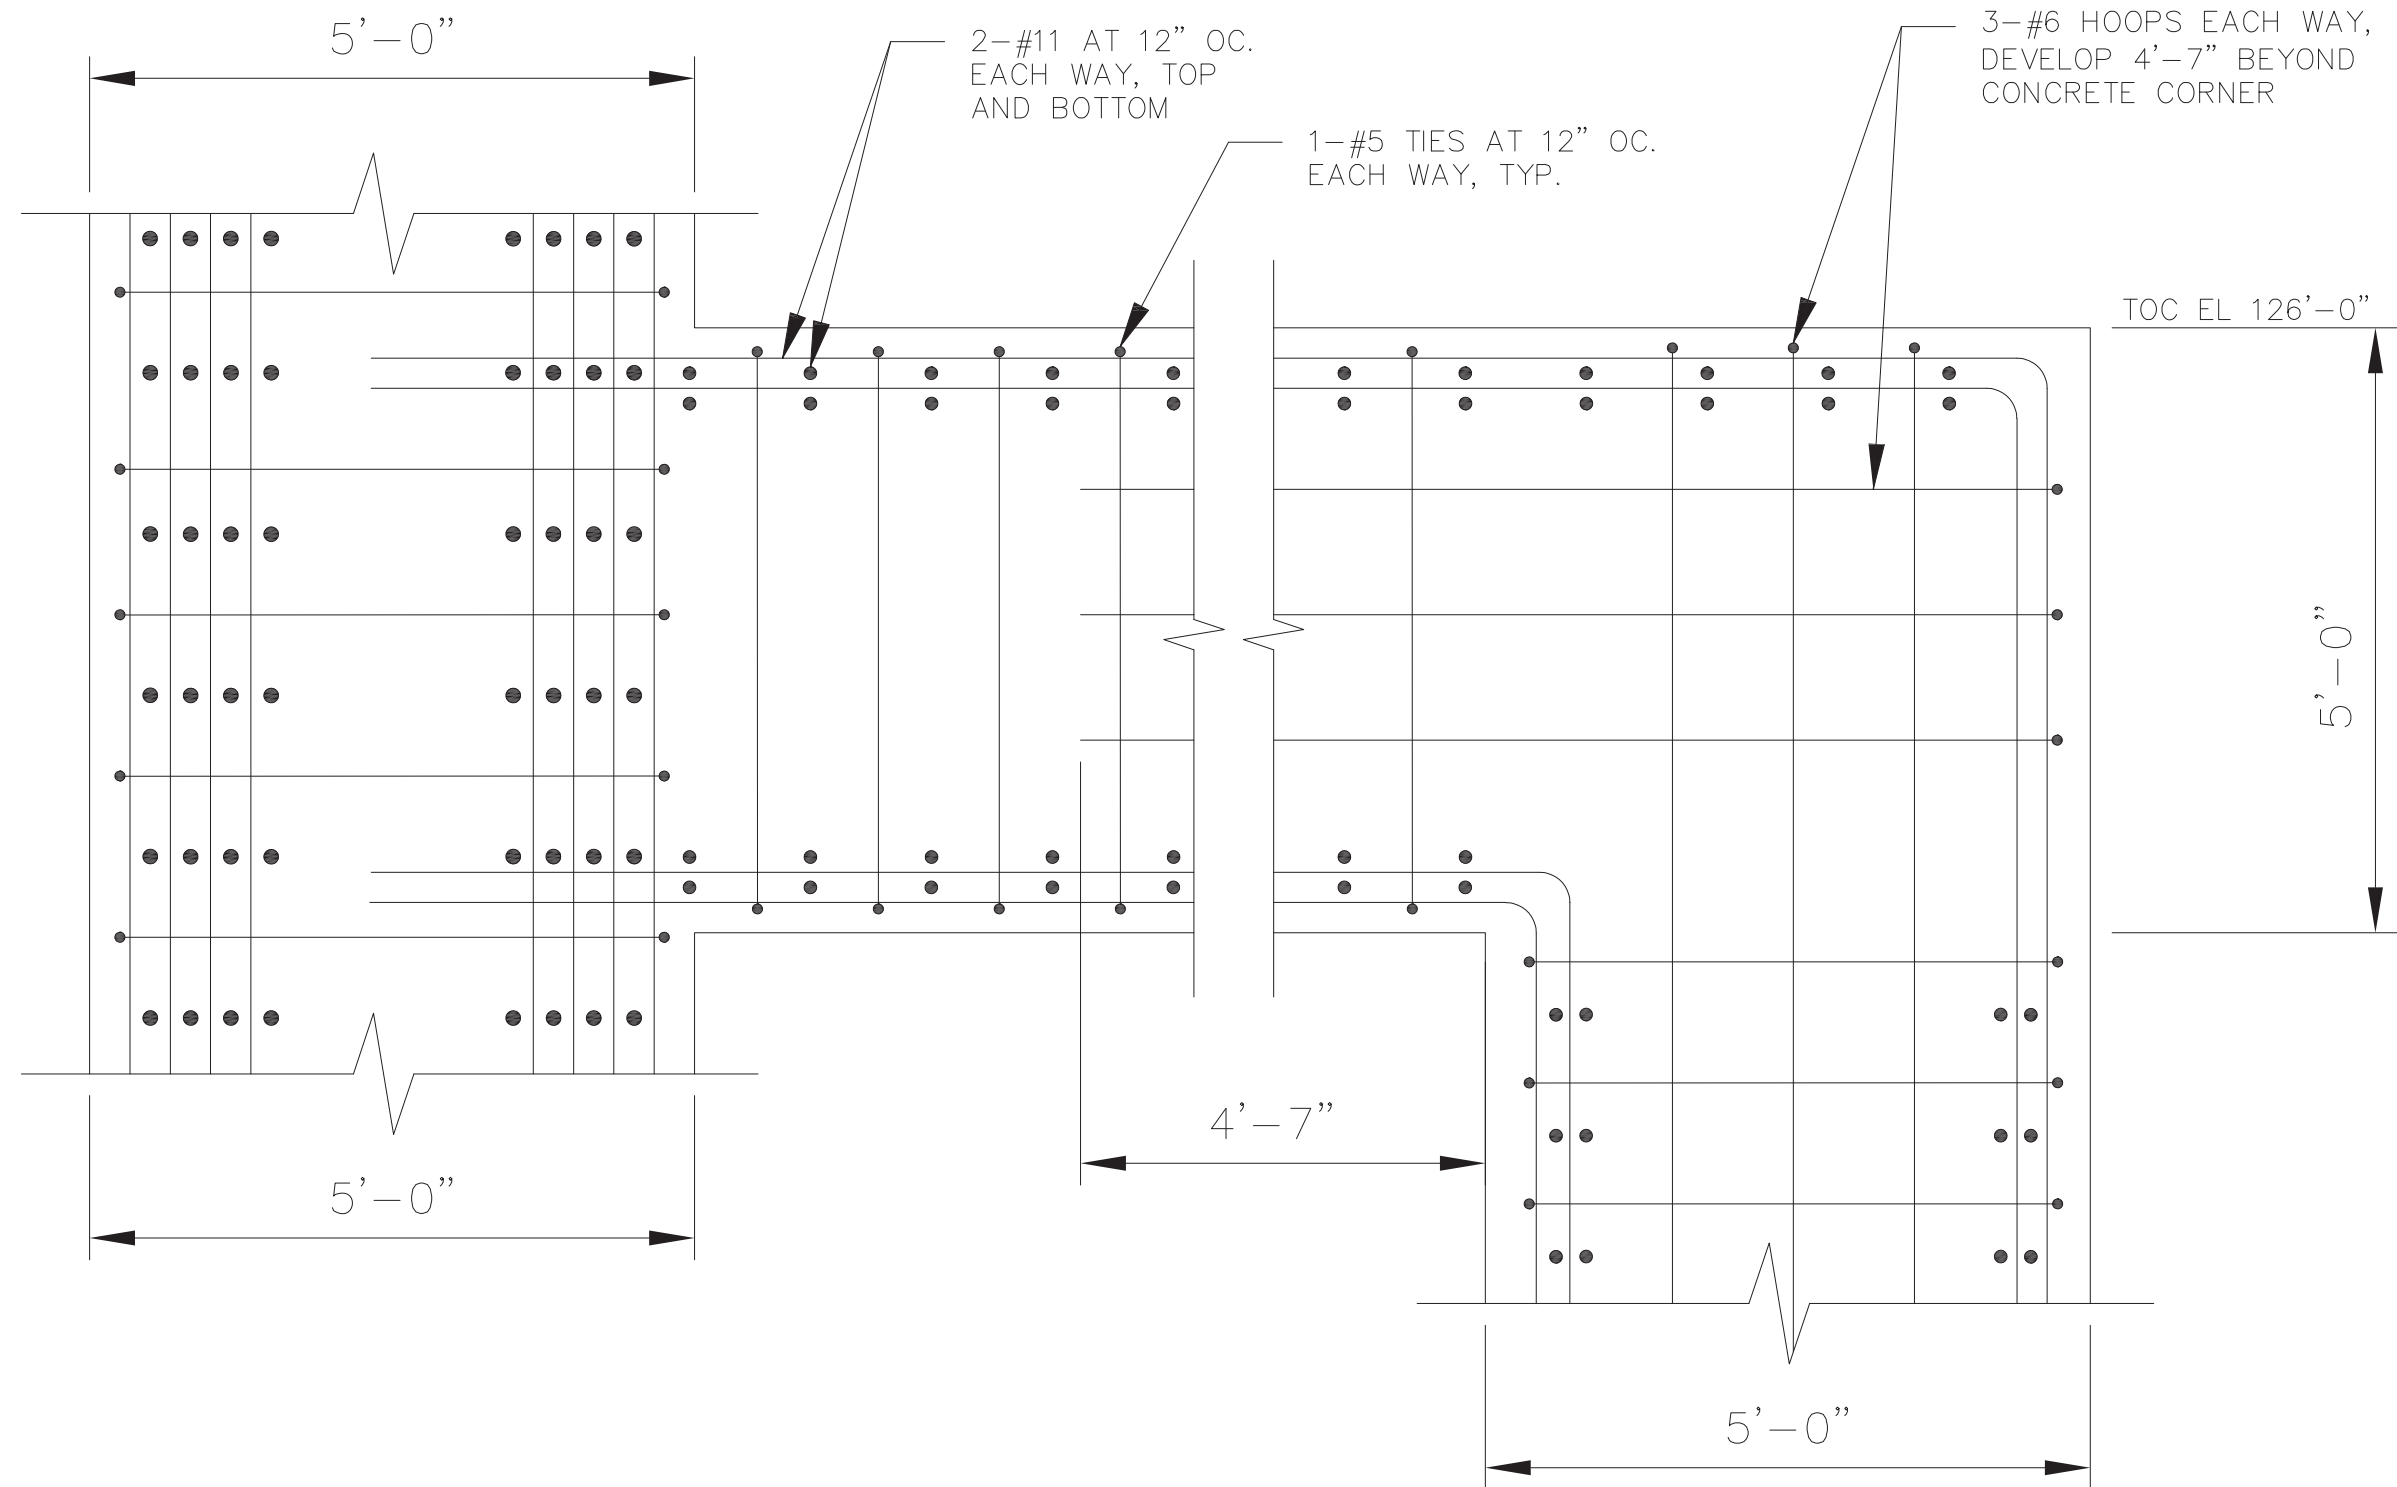 5'-0"
2-#11 AT 12" OC.
EACH WAY, TOP
AND BOTTOM
1-#5 TIES AT 12" OC.
EACH WAY, TYP.
3-#6 HOOPS EACH WAY,
DEVELOP 4'-7" BEYOND
CONCRETE CORNER
TOC EL 126'-0"
5'-0"
4'-7"
5'-0"
5'-0"